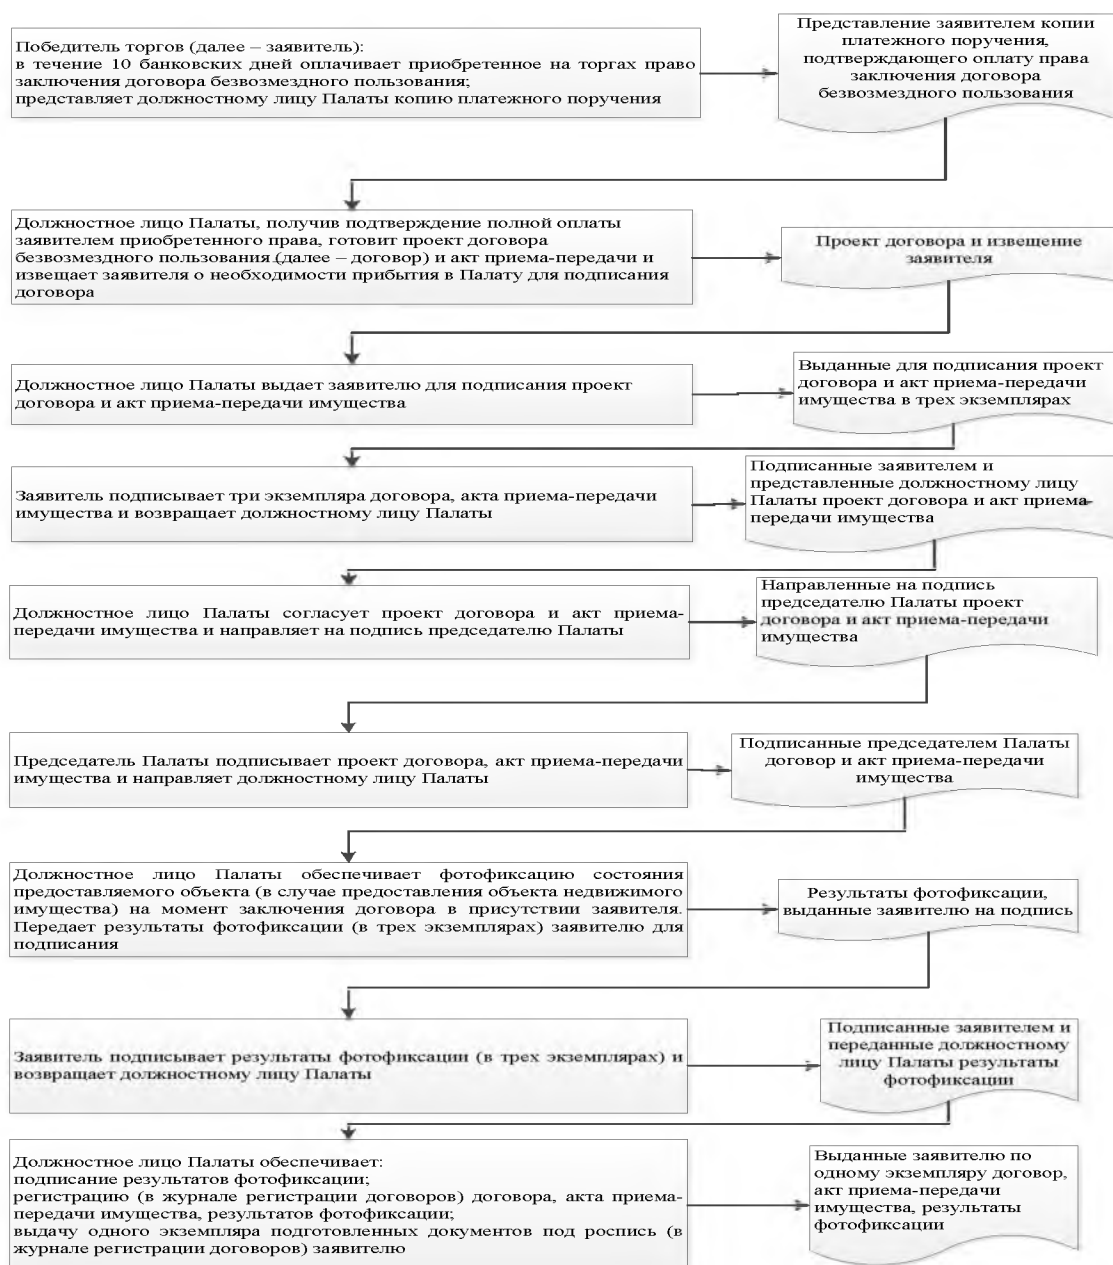 Победитель торгов (далее – заявитель):
в течение 10 банковских дней оплачивает приобретенное на торгах право
заключения договора безвозмездного пользования;
представляет должностному лицу Палаты копию платежного поручения
Представление заявителем копии
платежного поручения,
подтверждающего оплату права
заключения договора
безвозмездного пользования
Должностное лицо Палаты, получив подтверждение полной оплаты
заявителем приобретенного права, готовит проект договора
безвозмездного пользования (далее – договор) и акт приема-передачи и
извещает заявителя о необходимости прибытия в Палату для подписания
договора
Проект договора и извещение
заявителя
Должностное лицо Палаты выдает заявителю для подписания проект
договора и акт приема-передачи имущества
Выданные для подписания проект
договора и акт приема-передачи
имущества в трех экземплярах
Заявитель подписывает три экземпляра договора, акта приема-передачи
имущества и возвращает должностному лицу Палаты
Подписанные заявителем и
представленные должностному лицу
Палаты проект договора и акт приема-
передачи имущества
Должностное лицо Палаты согласует проект договора и акт приема-
передачи имущества и направляет на подпись председателю Палаты
Направленные на подпись
председателю Палаты проект
договора и акт приема-передачи
имущества
Председатель Палаты подписывает проект договора, акт приема-передачи
имущества и направляет должностному лицу Палаты
Подписанные председателем Палаты
договор и акт приема-передачи
имущества
Должностное лицо Палаты обеспечивает фотофиксацию состояния
предоставляемого объекта (в случае предоставления объекта недвижимого
имущества) на момент заключения договора в присутствии заявителя.
Передает результаты фотофиксации (в трех экземплярах) заявителю для
подписания
Результаты фотофиксации,
выданные заявителю на подпись
Заявитель подписывает результаты фотофиксации (в трех экземплярах) и
возвращает должностному лицу Палаты
Подписанные заявителем и
переданные должностному
лицу Палаты результаты
фотофиксации
Должностное лицо Палаты обеспечивает:
подписание результатов фотофиксации;
регистрацию (в журнале регистрации договоров) договора, акта приема-
передачи имущества, результатов фотофиксации;
выдачу одного экземпляра подготовленных документов под роспись (в
журнале регистрации договоров) заявителю
Выданные заявителю по
одному экземпляру договор,
акт приема-передачи
имущества, результаты
фотофиксации